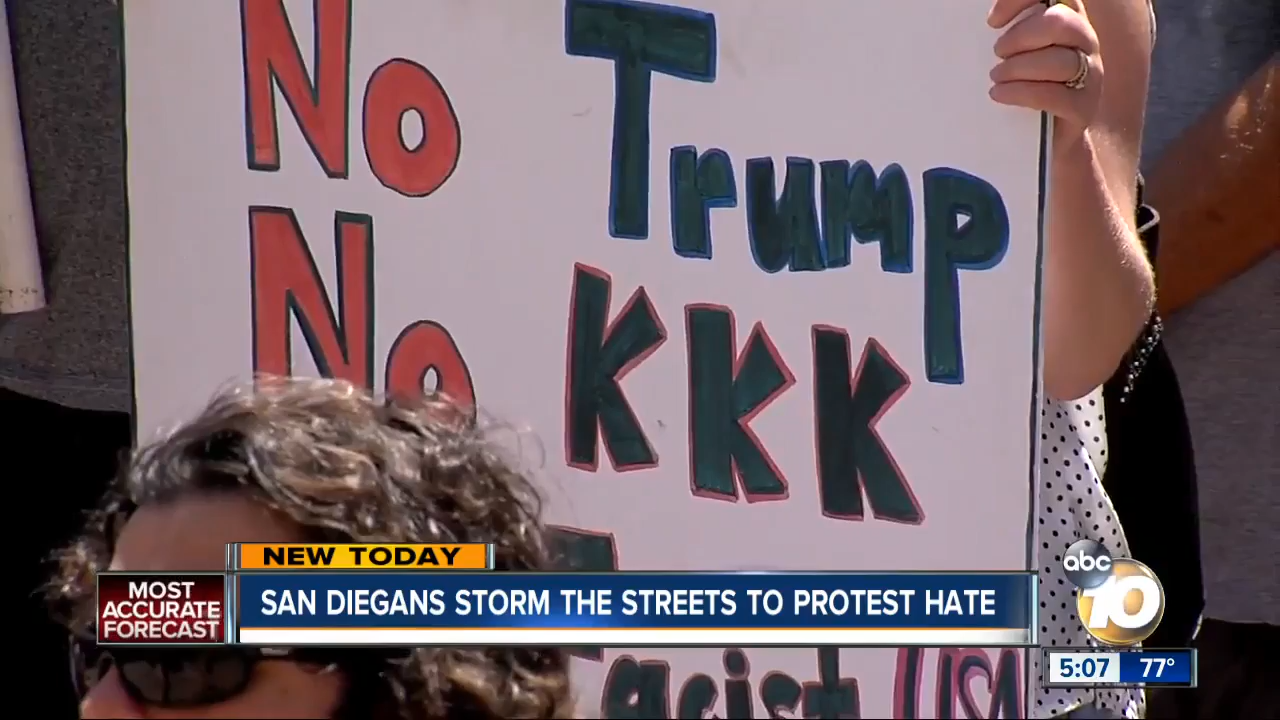 No Trump
No KKK
NEW TODAY
MOST
ACCURATE
FORECAST
SAN DIEGANS STORM THE STREETS TO PROTEST HATE
abc
10
5:07 77°
USA